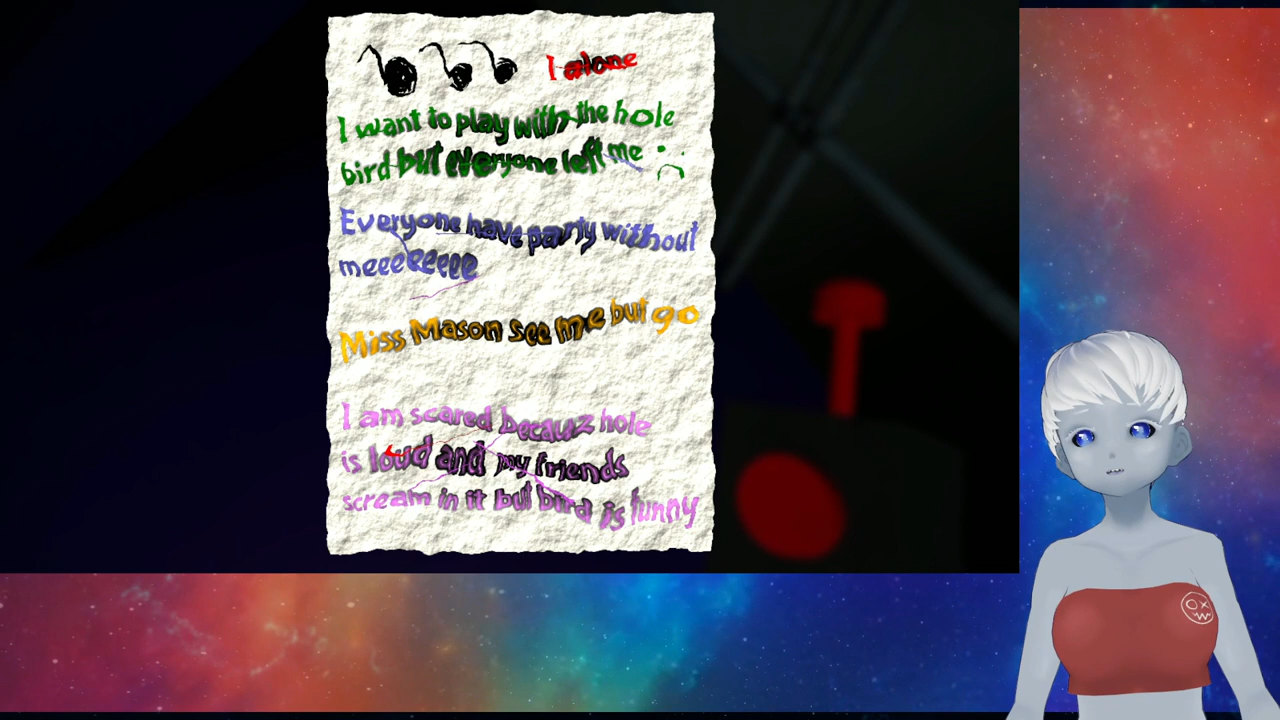 I alone
I want to play with the hole
bird but everyone left me :(
Everyone have party without
meeeeeeee
Miss Mason see me but go
I am scared becauz hole
is loud and my friends
scream in it but bird is funny